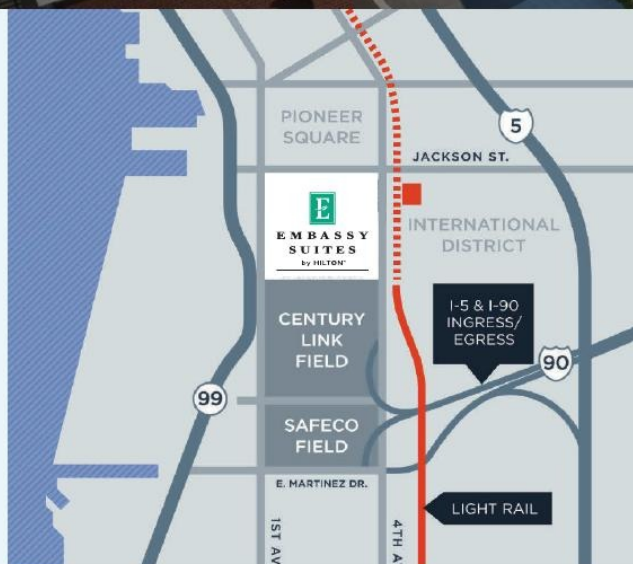 PIONEER
SQUARE
5
JACKSON ST.
E
EMBASSY
SUITES
by HILTON™
INTERNATIONAL
DISTRICT
CENTURY
LINK
FIELD
I-5 & I-90
INGRESS/
EGRESS
90
99
SAFECO
FIELD
E. MARTINEZ DR.
LIGHT RAIL
1ST AV
4TH A